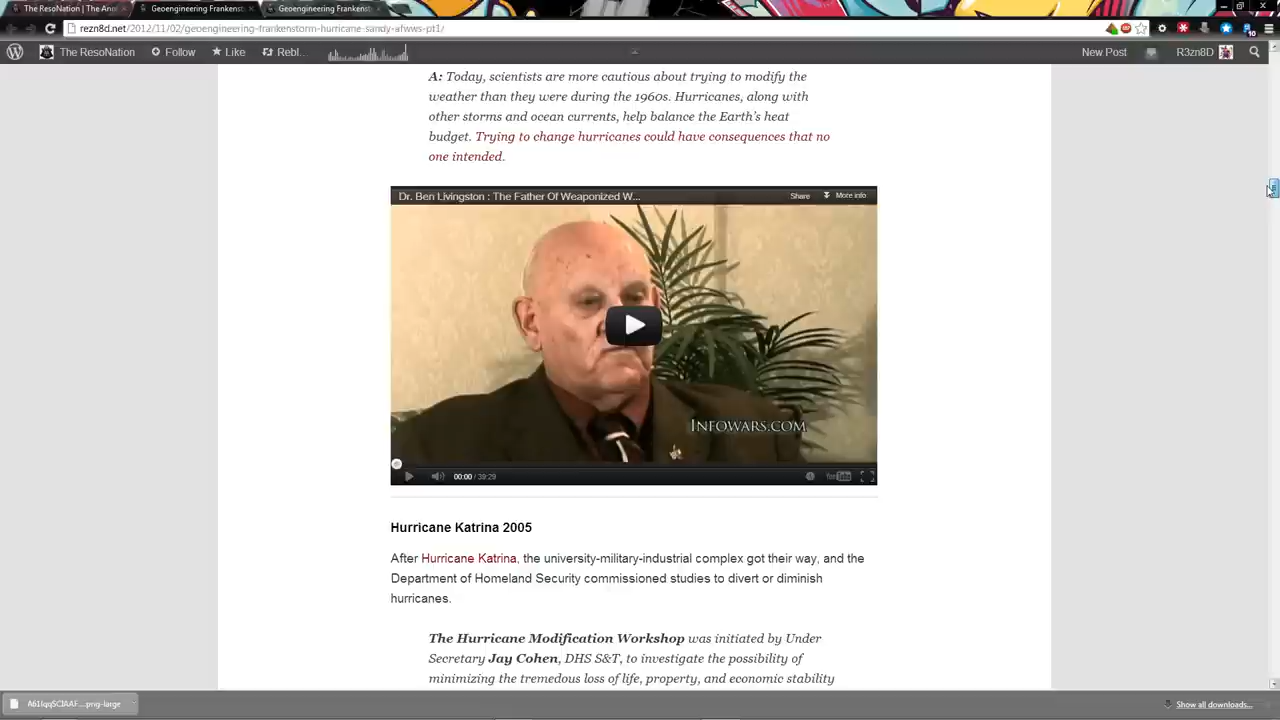 The ResoNation | The An
Geoengineering Frankens
Geoengineering Frankenst
rezn8d.net/2012/11/02/geoengineering-frankenstorm-hurricane-sandy-afwws-pt1/
The ResoNation Follow Like Rebl... New Post R3zn8D
A: Today, scientists are more cautious about trying to modify the
weather than they were during the 1960s. Hurricanes, along with
other storms and ocean currents, help balance the Earth's heat
budget. Trying to change hurricanes could have consequences that no
one intended.
Dr. Ben Livingston : The Father Of Weaponized W... Share More info
INFOWARS.COM
00:00 / 39:29 YouTube
Hurricane Katrina 2005
After Hurricane Katrina, the university-military-industrial complex got their way, and the
Department of Homeland Security commissioned studies to divert or diminish
hurricanes.
The Hurricane Modification Workshop was initiated by Under
Secretary Jay Cohen, DHS S&T, to investigate the possibility of
minimizing the tremedous loss of life, property, and economic stability
Show all downloads...